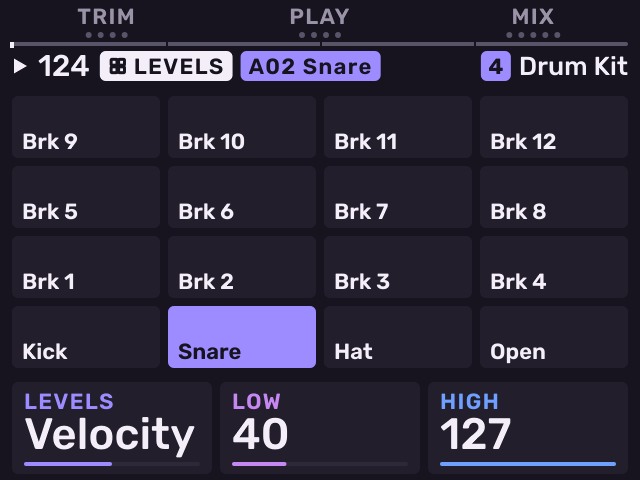 TRIM PLAY MIX
124 LEVELS A02 Snare 4 Drum Kit
Brk 9 Brk 10 Brk 11 Brk 12
Brk 5 Brk 6 Brk 7 Brk 8
Brk 1 Brk 2 Brk 3 Brk 4
Kick Snare Hat Open
LEVELS LOW HIGH
Velocity 40 127